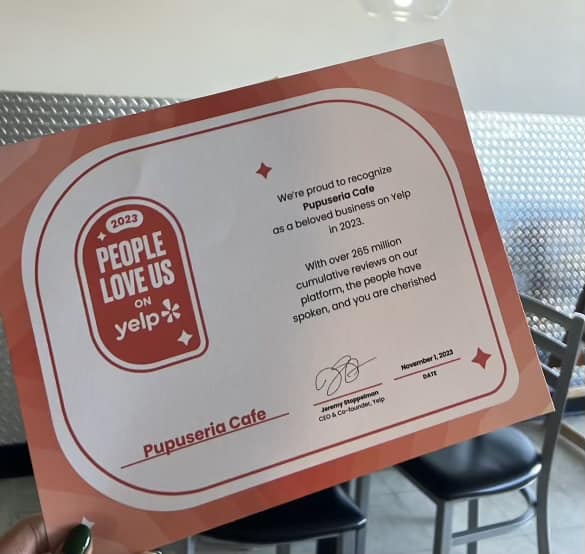 2023
PEOPLE
LOVE US
ON
yelp
Pupuseria Cafe
We're proud to recognize
Pupuseria Cafe
as a beloved business on Yelp
in 2023.
With over 265 million
cumulative reviews on our
platform, the people have
spoken, and you are cherished
Jeremy Stoppelman
CEO & Co-founder, Yelp
November 1, 2023
DATE